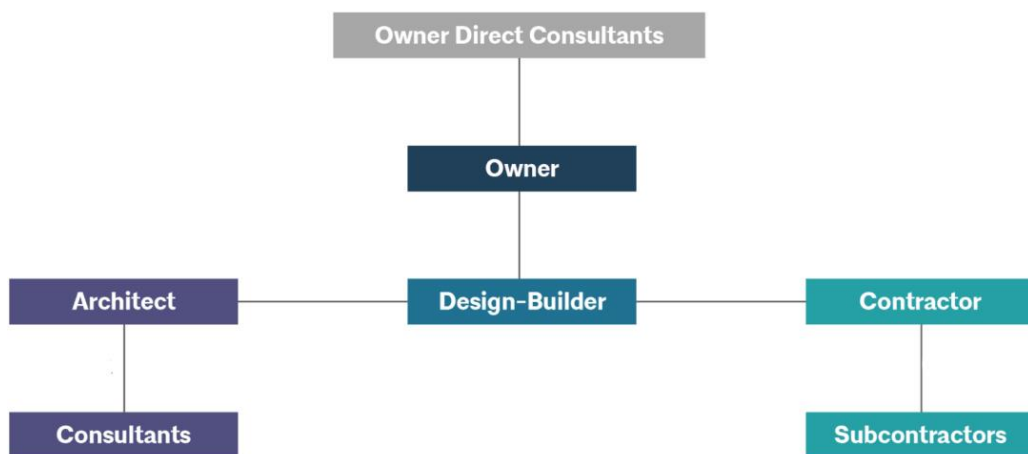 Owner Direct Consultants
Owner
Architect
Design-Builder
Contractor
Consultants
Subcontractors